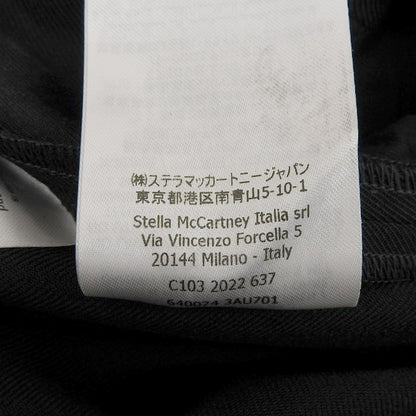 ㈱ステラマッカートニージャパン
東京都港区南青山5-10-1
Stella McCartney Italia srl
Via Vincenzo Forcella 5
20144 Milano - Italy
C103 2022 637
640024 3AU701